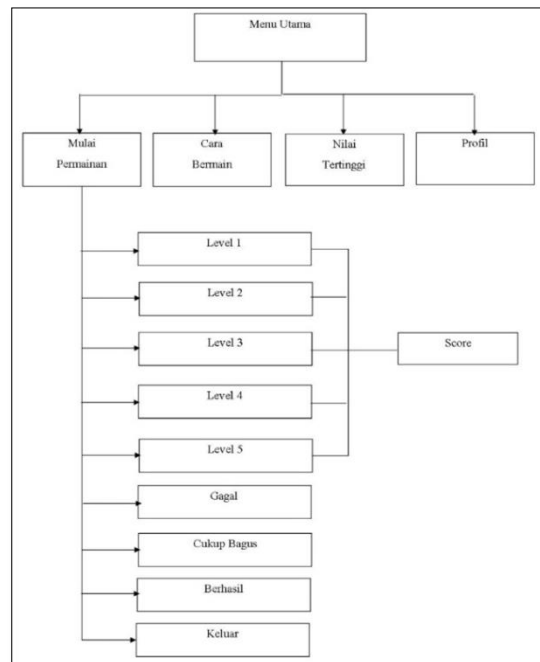 Menu Utama
Mulai
Permainan
Cara
Bermain
Nilai
Tertinggi
Profil
Level 1
Level 2
Level 3
Score
Level 4
Level 5
Gagal
Cukup Bagus
Berhasil
Keluar